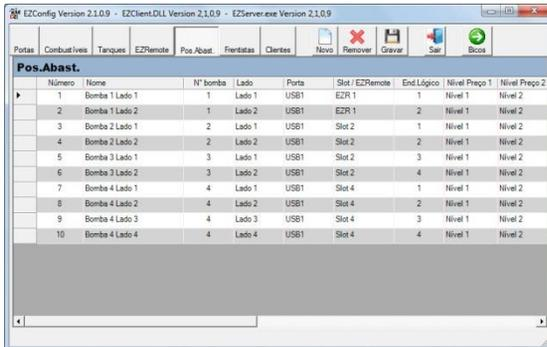 EZConfig Version 2.1.0.9 - EZClient.DLL Version 2,1,0,9 - EZServer.exe Version 2,1,0,9
Portas Combustíveis Tanques EZRemote Pos.Abast. Frentistas Clientes Novo Remover Gravar Sair Bicos
Pos.Abast.
Número Nome N° bomba Lado Porta Slot / EZRemote End.Lógico Nível Preço 1 Nível Preço 2
1 Bomba 1 Lado 1 1 Lado 1 USB1 EZR 1 1 Nível 1 Nível 2
2 Bomba 1 Lado 2 1 Lado 2 USB1 EZR 1 2 Nível 1 Nível 2
3 Bomba 2 Lado 1 2 Lado 1 USB1 Slot 2 1 Nível 1 Nível 2
4 Bomba 2 Lado 2 2 Lado 2 USB1 Slot 2 2 Nível 1 Nível 2
5 Bomba 3 Lado 1 3 Lado 1 USB1 Slot 2 3 Nível 1 Nível 2
6 Bomba 3 Lado 2 3 Lado 2 USB1 Slot 2 4 Nível 1 Nível 2
7 Bomba 4 Lado 1 4 Lado 1 USB1 Slot 4 1 Nível 1 Nível 2
8 Bomba 4 Lado 2 4 Lado 2 USB1 Slot 4 2 Nível 1 Nível 2
9 Bomba 4 Lado 3 4 Lado 3 USB1 Slot 4 3 Nível 1 Nível 2
10 Bomba 4 Lado 4 4 Lado 4 USB1 Slot 4 4 Nível 1 Nível 2